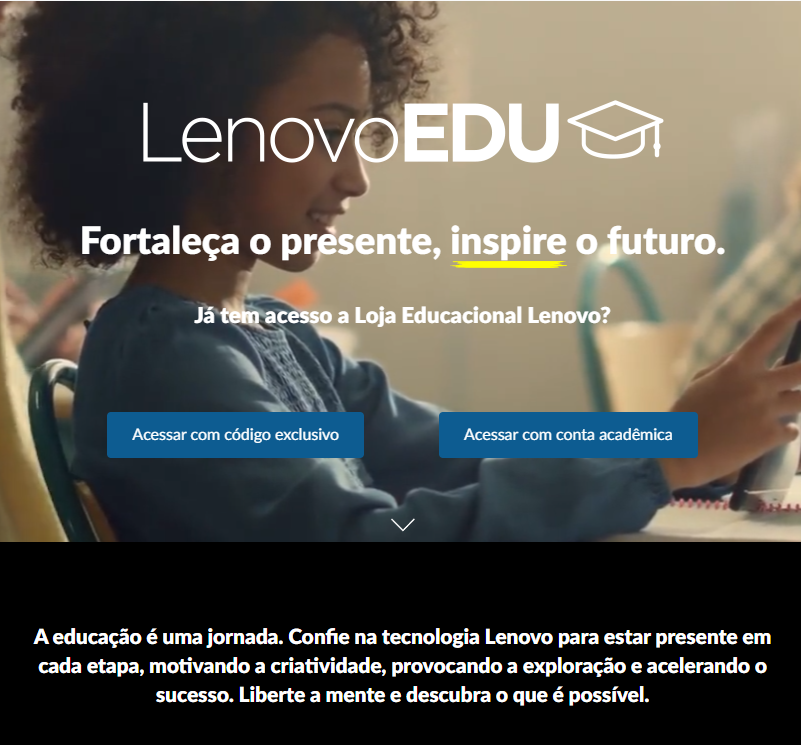 LenovoEDU
Fortaleça o presente, inspire o futuro.
Já tem acesso a Loja Educacional Lenovo?
Acessar com código exclusivo
Acessar com conta acadêmica
A educação é uma jornada. Confie na tecnologia Lenovo para estar presente em
cada etapa, motivando a criatividade, provocando a exploração e acelerando o
sucesso. Liberte a mente e descubra o que é possível.